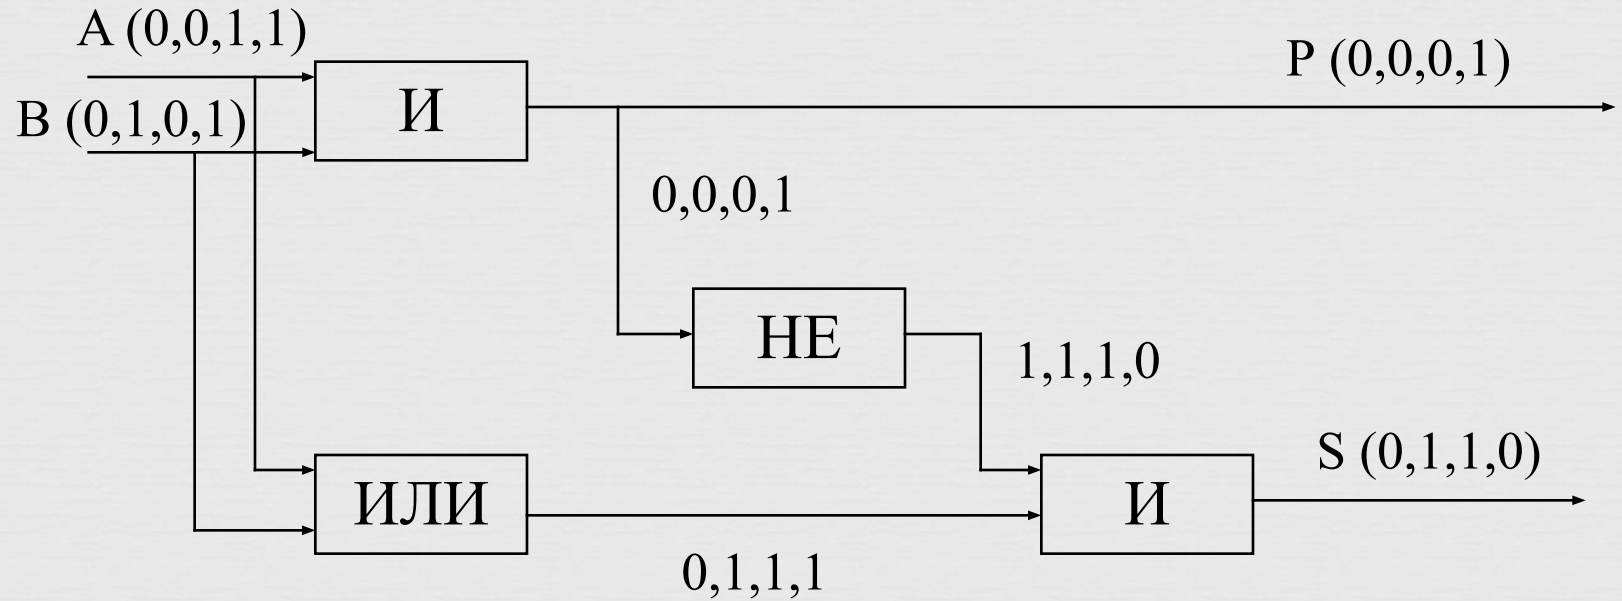 A (0,0,1,1)
P (0,0,0,1)
B (0,1,0,1)
И
0,0,0,1
НЕ
1,1,1,0
S (0,1,1,0)
ИЛИ
И
0,1,1,1